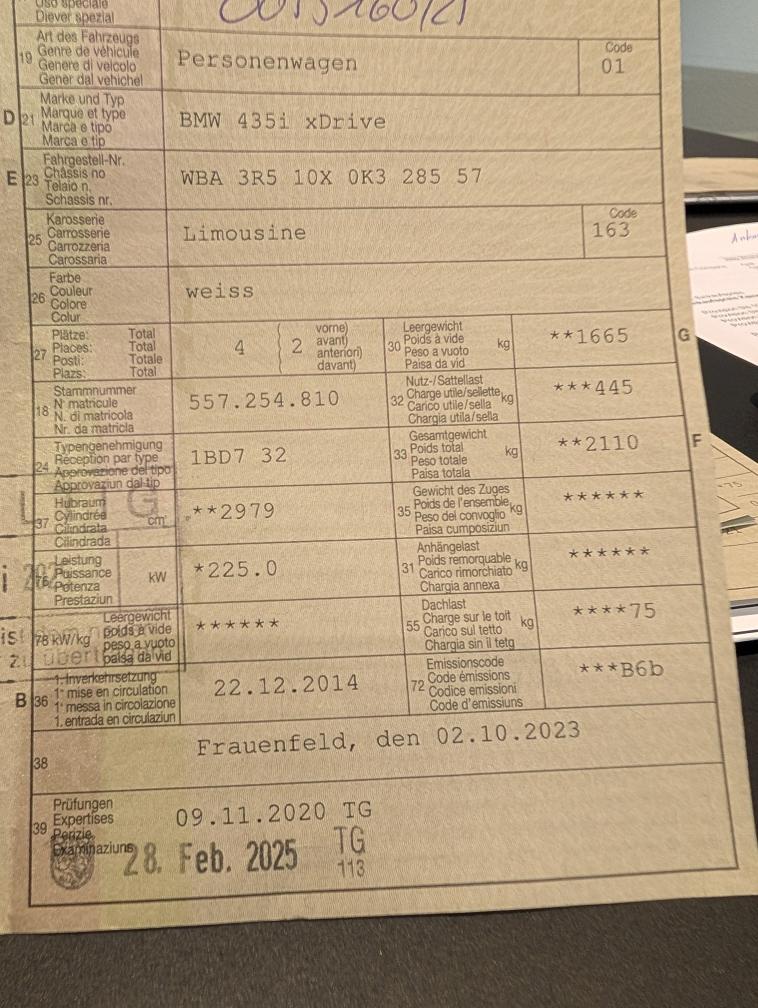 Uso speciale
Diever spezial
19 Art des Fahrzeugs
Genre de véhicule
Genere di veicolo
Gener dal vehichel
Personenwagen
Code
01
D 21 Marke und Typ
Marque et type
Marca e tipo
Marca e tip
BMW 435i xDrive
E 23 Fahrgestell-Nr.
Châssis no
Telaio n.
Schassis nr.
WBA 3R5 10X 0K3 285 57
25 Karosserie
Carrosserie
Carrozzeria
Carossaria
Limousine
Code
163
26 Farbe
Couleur
Colore
Colur
weiss
27 Plätze: Total
Places: Total
Posti: Totale
Plazs: Total
4 2 vorne)
avant)
anteriori)
davant)
30 Leergewicht
Poids à vide
Peso a vuoto
Paisa da vid
kg
**1665 G
18 Stammnummer
N° matricule
N. di matricola
Nr. da matricla
557.254.810
32 Nutz-/Sattellast
Charge utile/sellette
Carico utile/sella
Chargia utila/sella
kg
***445
24 Typengenehmigung
Réception par type
Approvazione del tipo
Approvaziun dal tip
1BD7 32
33 Gesamtgewicht
Poids total
Peso totale
Paisa totala
kg
**2110 F
37 Hubraum
Cylindrée
Cilindrata
Cilindrada
cm³
**2979
35 Gewicht des Zuges
Poids de l'ensemble
Peso del convoglio
Paisa cumposiziun
kg
******
76 Leistung
Puissance
Potenza
Prestaziun
kW
*225.0
31 Anhängelast
Poids remorquable
Carico rimorchiato
Chargia annexa
kg
******
78 kW/kg Leergewicht
poids à vide
peso a vuoto
paisa da vid
******
55 Dachlast
Charge sur le toit
Carico sul tetto
Chargia sin il tetg
kg
****75
B 36 1. Inverkehrsetzung
1re mise en circulation
1a messa in circolazione
1. entrada en circulaziun
22.12.2014
72 Emissionscode
Code émissions
Codice emissioni
Code d'emissiuns
***B6b
38
Frauenfeld, den 02.10.2023
39 Prüfungen
Expertises
Perizie
Examinaziuns
09.11.2020 TG
28. Feb. 2025 TG
113